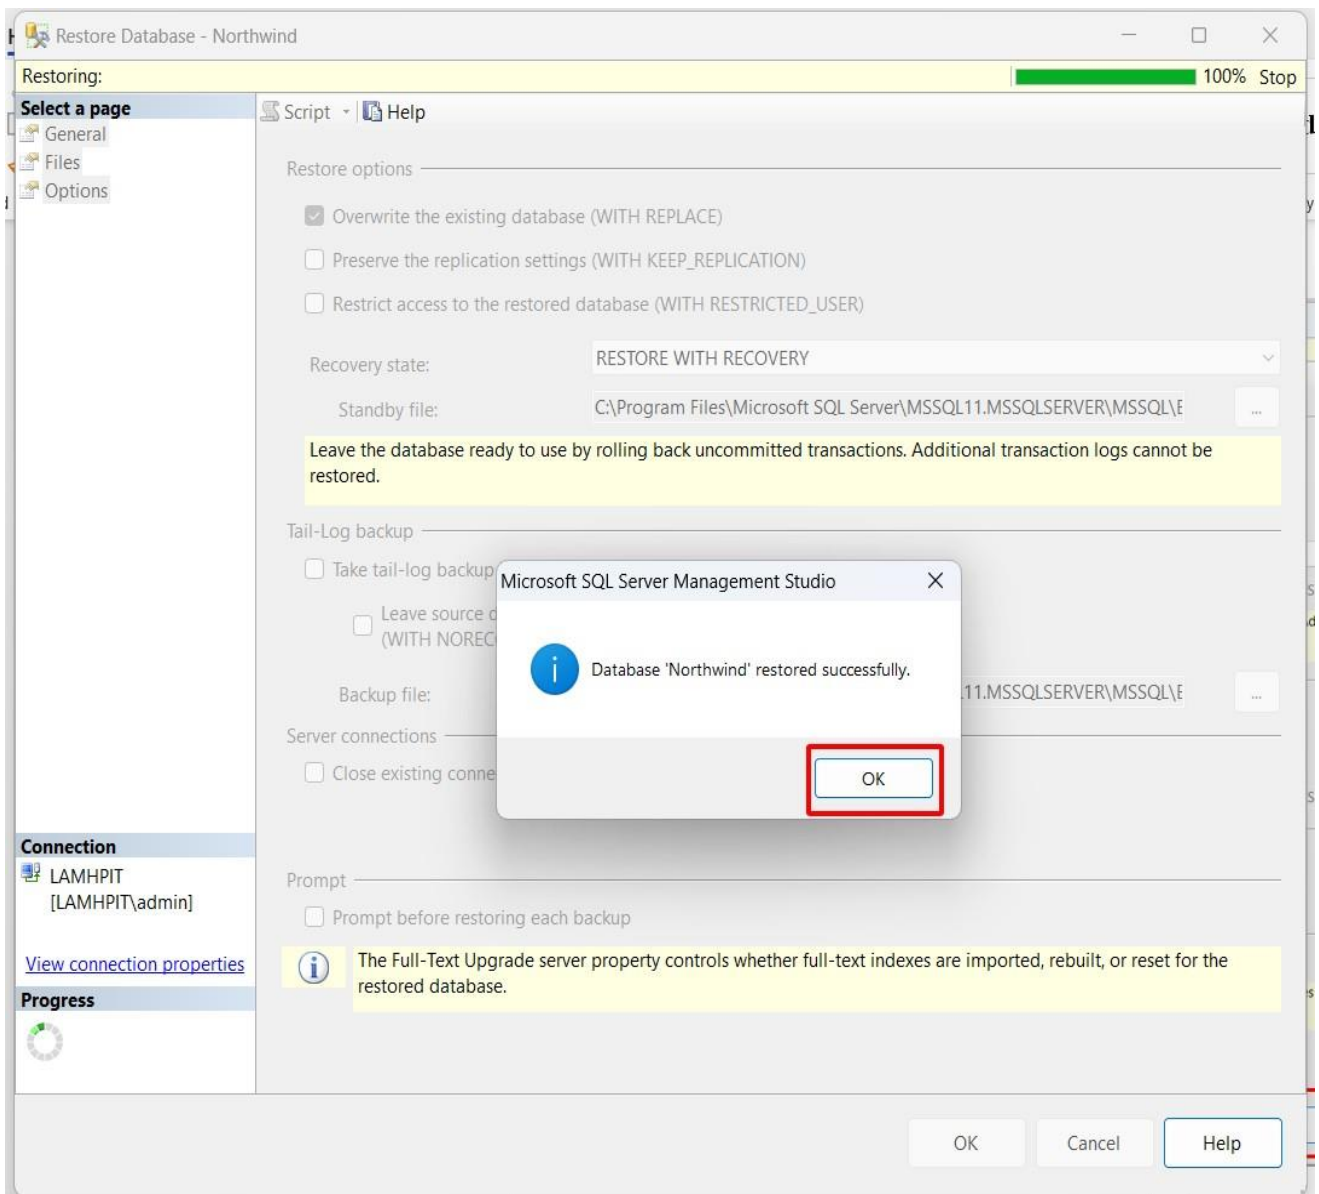 Restore Database - Northwind
Restoring:
100% Stop
Select a page
General
Files
Options
Script
Help
Restore options
Overwrite the existing database (WITH REPLACE)
Preserve the replication settings (WITH KEEP_REPLICATION)
Restrict access to the restored database (WITH RESTRICTED_USER)
Recovery state:
RESTORE WITH RECOVERY
Standby file:
C:\Program Files\Microsoft SQL Server\MSSQL11.MSSQLSERVER\MSSQL\E
...
Leave the database ready to use by rolling back uncommitted transactions. Additional transaction logs cannot be
restored.
Tail-Log backup
Take tail-log backup
Leave source
(WITH
Microsoft SQL Server Management Studio
Database 'Northwind' restored successfully.
OK
Backup file:
11.MSSQLSERVER\MSSQL\E
...
Server connections
Close existing
Connection
LAMHPIT
[LAMHPIT\admin]
View connection properties
Progress
Prompt
Prompt before restoring each backup
The Full-Text Upgrade server property controls whether full-text indexes are imported, rebuilt, or reset for the
restored database.
OK
Cancel
Help